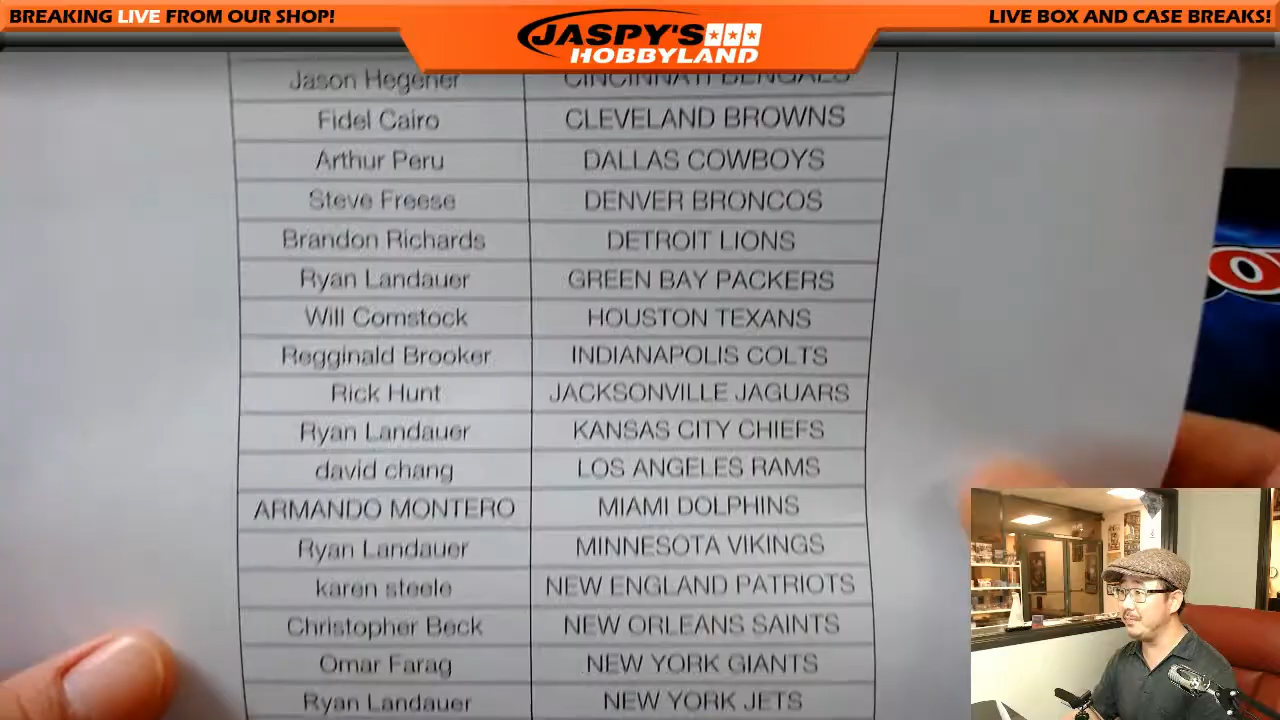 BREAKING LIVE FROM OUR SHOP!
JASPY'S
HOBBYLAND
LIVE BOX AND CASE BREAKS!
Jason Hegener CINCINNATI BENGALS
Fidel Cairo CLEVELAND BROWNS
Arthur Peru DALLAS COWBOYS
Steve Freese DENVER BRONCOS
Brandon Richards DETROIT LIONS
Ryan Landauer GREEN BAY PACKERS
Will Comstock HOUSTON TEXANS
Regginald Brooker INDIANAPOLIS COLTS
Rick Hunt JACKSONVILLE JAGUARS
Ryan Landauer KANSAS CITY CHIEFS
david chang LOS ANGELES RAMS
ARMANDO MONTERO MIAMI DOLPHINS
Ryan Landauer MINNESOTA VIKINGS
karen steele NEW ENGLAND PATRIOTS
Christopher Beck NEW ORLEANS SAINTS
Omar Farag NEW YORK GIANTS
Ryan Landauer NEW YORK JETS